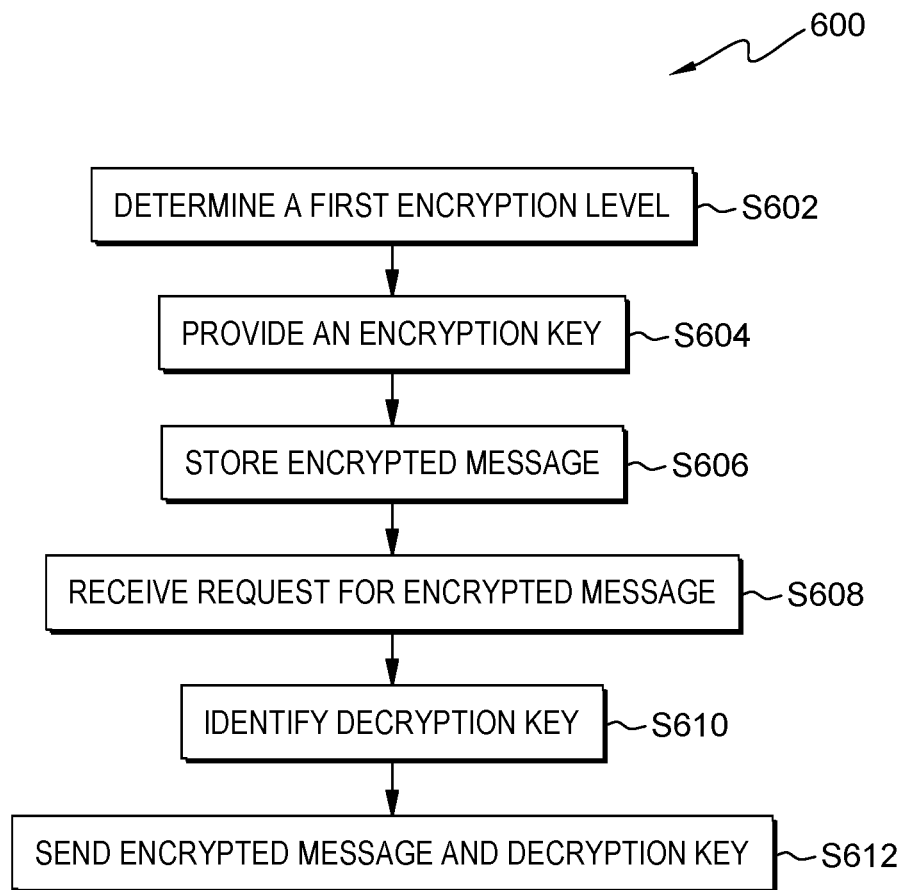 600
DETERMINE A FIRST ENCRYPTION LEVEL S602
PROVIDE AN ENCRYPTION KEY S604
STORE ENCRYPTED MESSAGE S606
RECEIVE REQUEST FOR ENCRYPTED MESSAGE S608
IDENTIFY DECRYPTION KEY S610
SEND ENCRYPTED MESSAGE AND DECRYPTION KEY S612